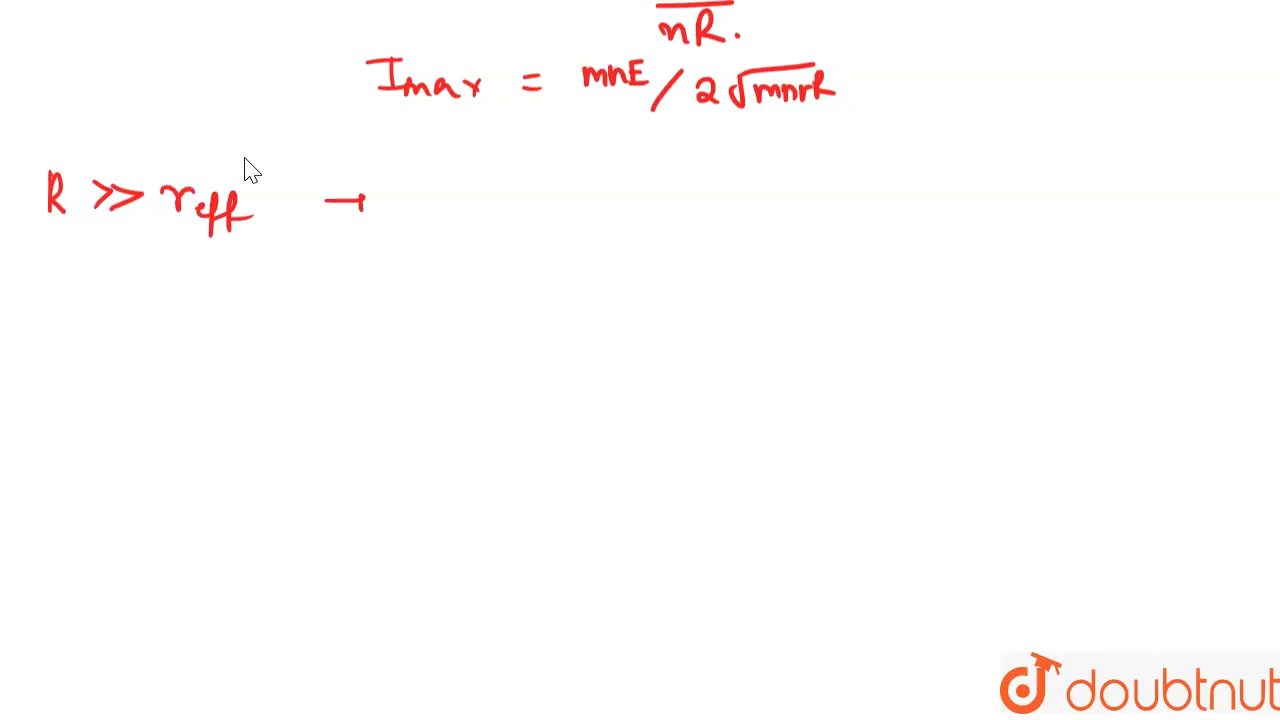 nR.
Imax = mnE / 2 √mnrR
R >> reff →
doubtnut